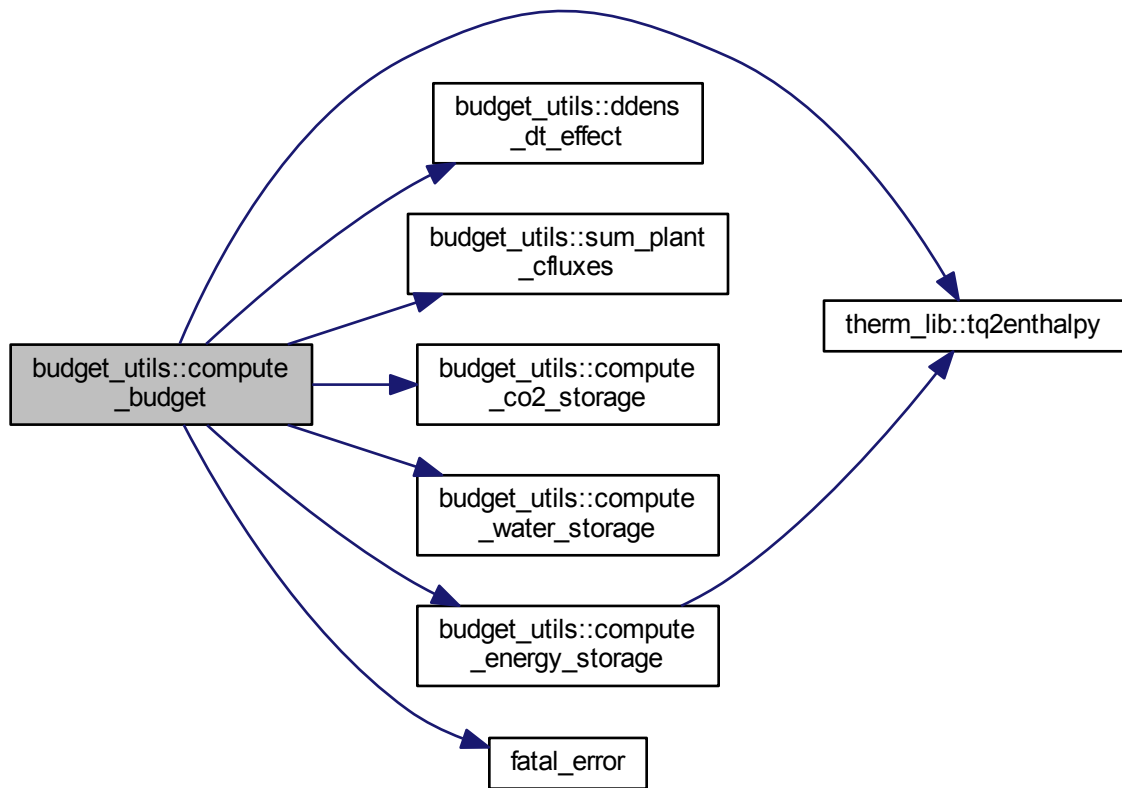 budget_utils::ddens
_dt_effect
budget_utils::sum_plant
_cfluxes
therm_lib::tq2enthalpy
budget_utils::compute
_budget
budget_utils::compute
_co2_storage
budget_utils::compute
_water_storage
budget_utils::compute
_energy_storage
fatal_error